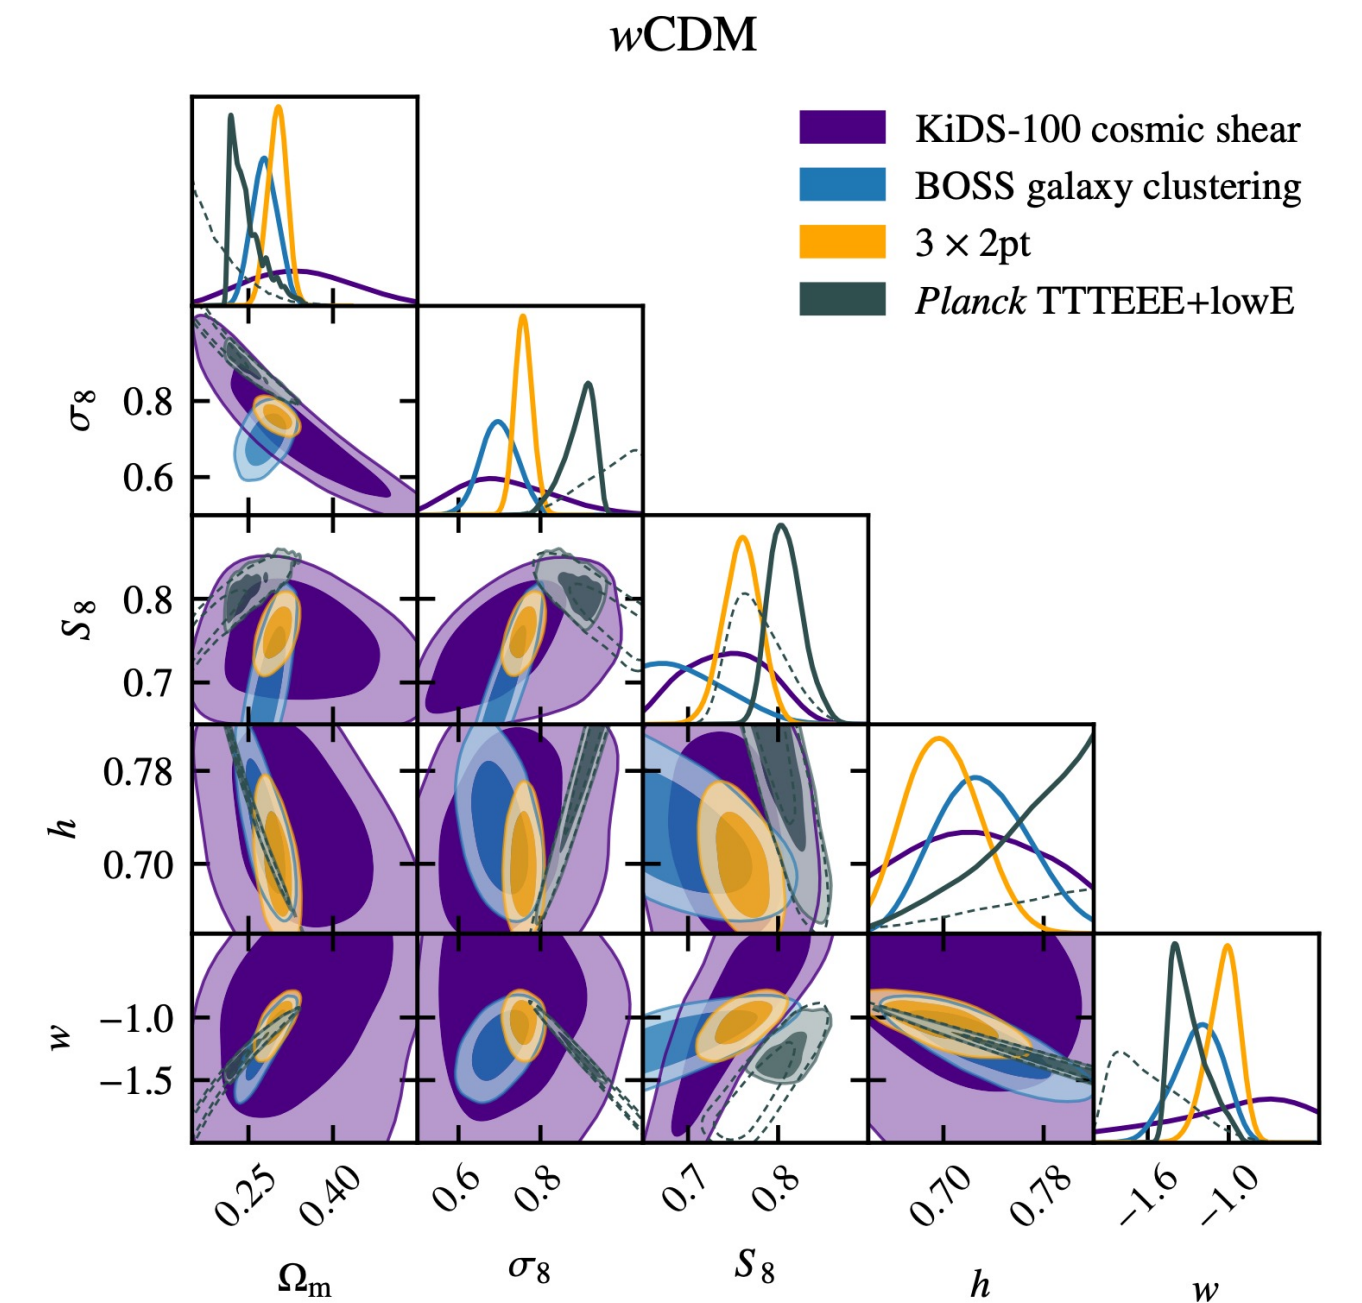 wCDM
KiDS-100 cosmic shear
BOSS galaxy clustering
3 × 2pt
Planck TTTEEE+lowE
σ8
0.8
0.6
S8
0.8
0.7
h
0.78
0.70
w
−1.0
−1.5
0.25 0.40 0.6 0.8 0.7 0.8 0.70 0.78 −1.6 −1.0
Ωm σ8 S8 h w